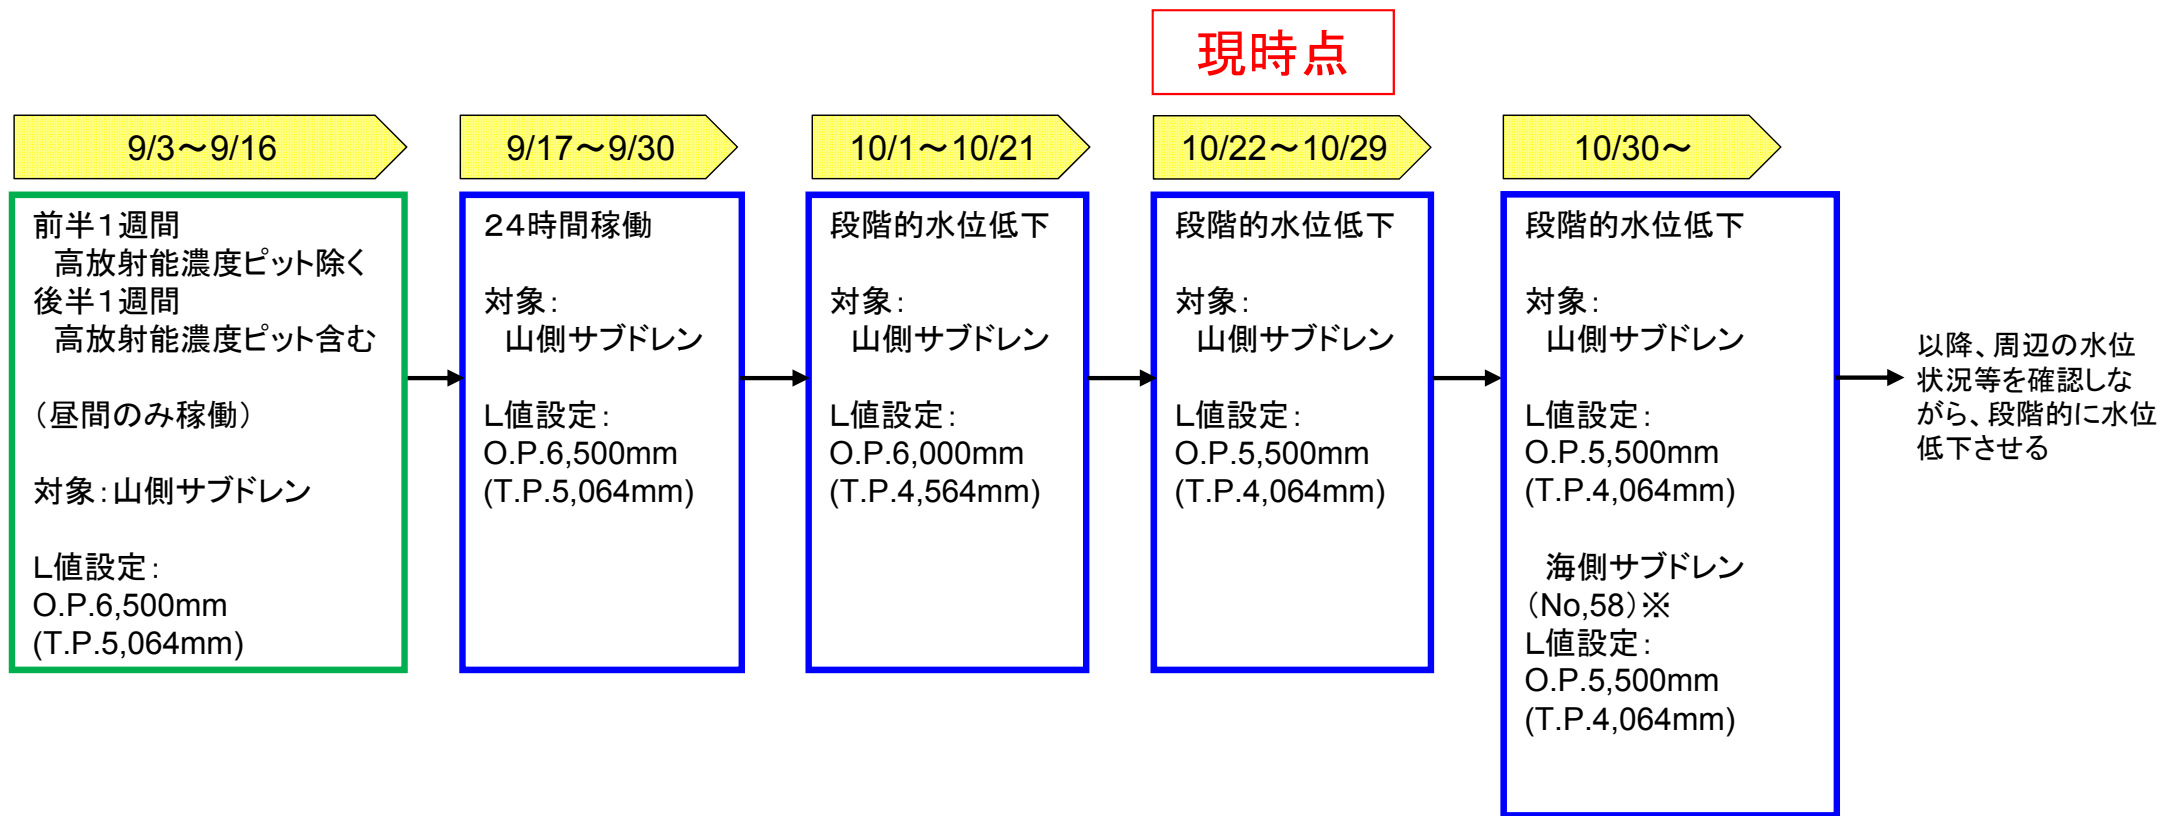 現時点
9/3～9/16
前半１週間
高放射能濃度ピット除く
後半１週間
高放射能濃度ピット含む
（昼間のみ稼働）
対象：山側サブドレン
Ｌ値設定：
O.P.6,500mm
(T.P.5,064mm)
9/17～9/30
２４時間稼働
対象：
山側サブドレン
Ｌ値設定：
O.P.6,500mm
(T.P.5,064mm)
10/1～10/21
段階的水位低下
対象：
山側サブドレン
Ｌ値設定：
O.P.6,000mm
(T.P.4,564mm)
10/22～10/29
段階的水位低下
対象：
山側サブドレン
Ｌ値設定：
O.P.5,500mm
(T.P.4,064mm)
10/30～
段階的水位低下
対象：
山側サブドレン
Ｌ値設定：
O.P.5,500mm
(T.P.4,064mm)
海側サブドレン
（No,58）※
Ｌ値設定：
O.P.5,500mm
(T.P.4,064mm)
以降、周辺の水位
状況等を確認しな
がら、段階的に水位
低下させる